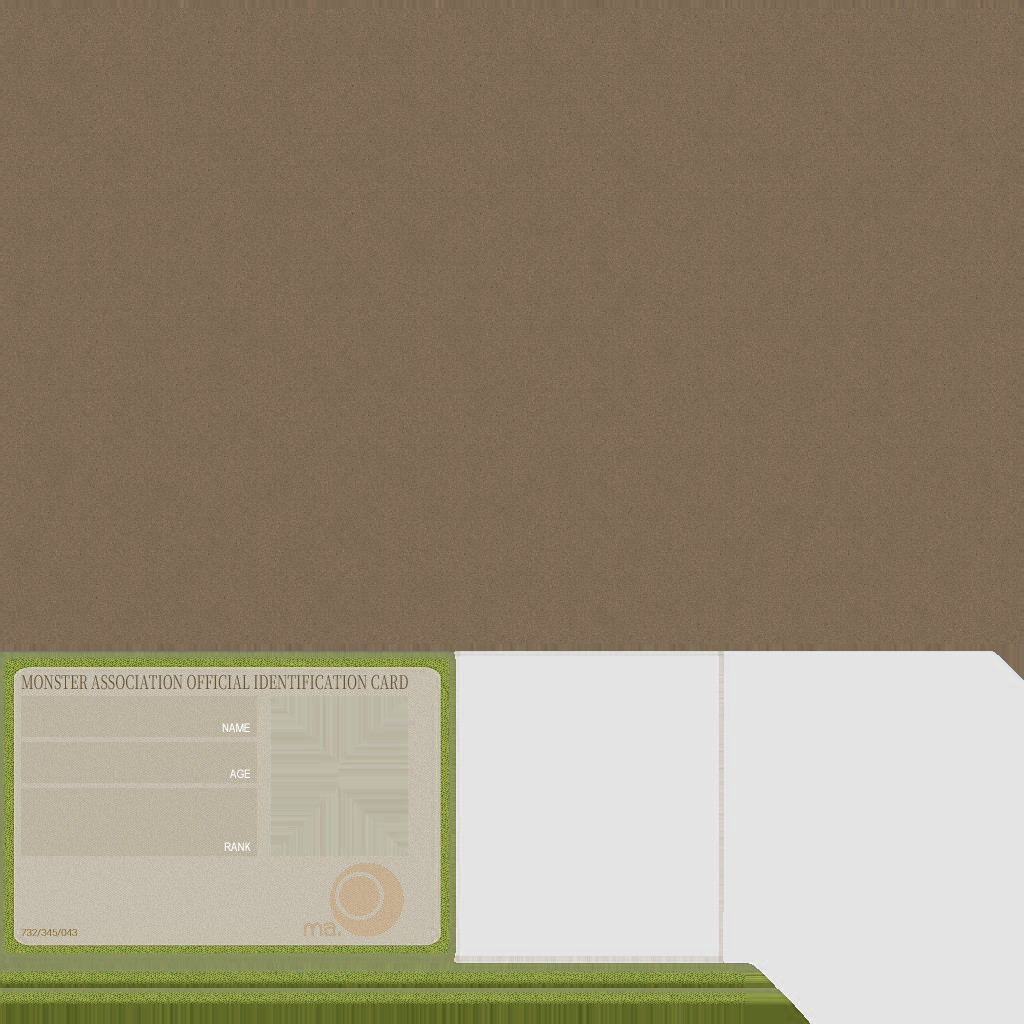 MONSTER ASSOCIATION OFFICIAL IDENTIFICATION CARD
NAME
AGE
RANK
ma.
732/345/043